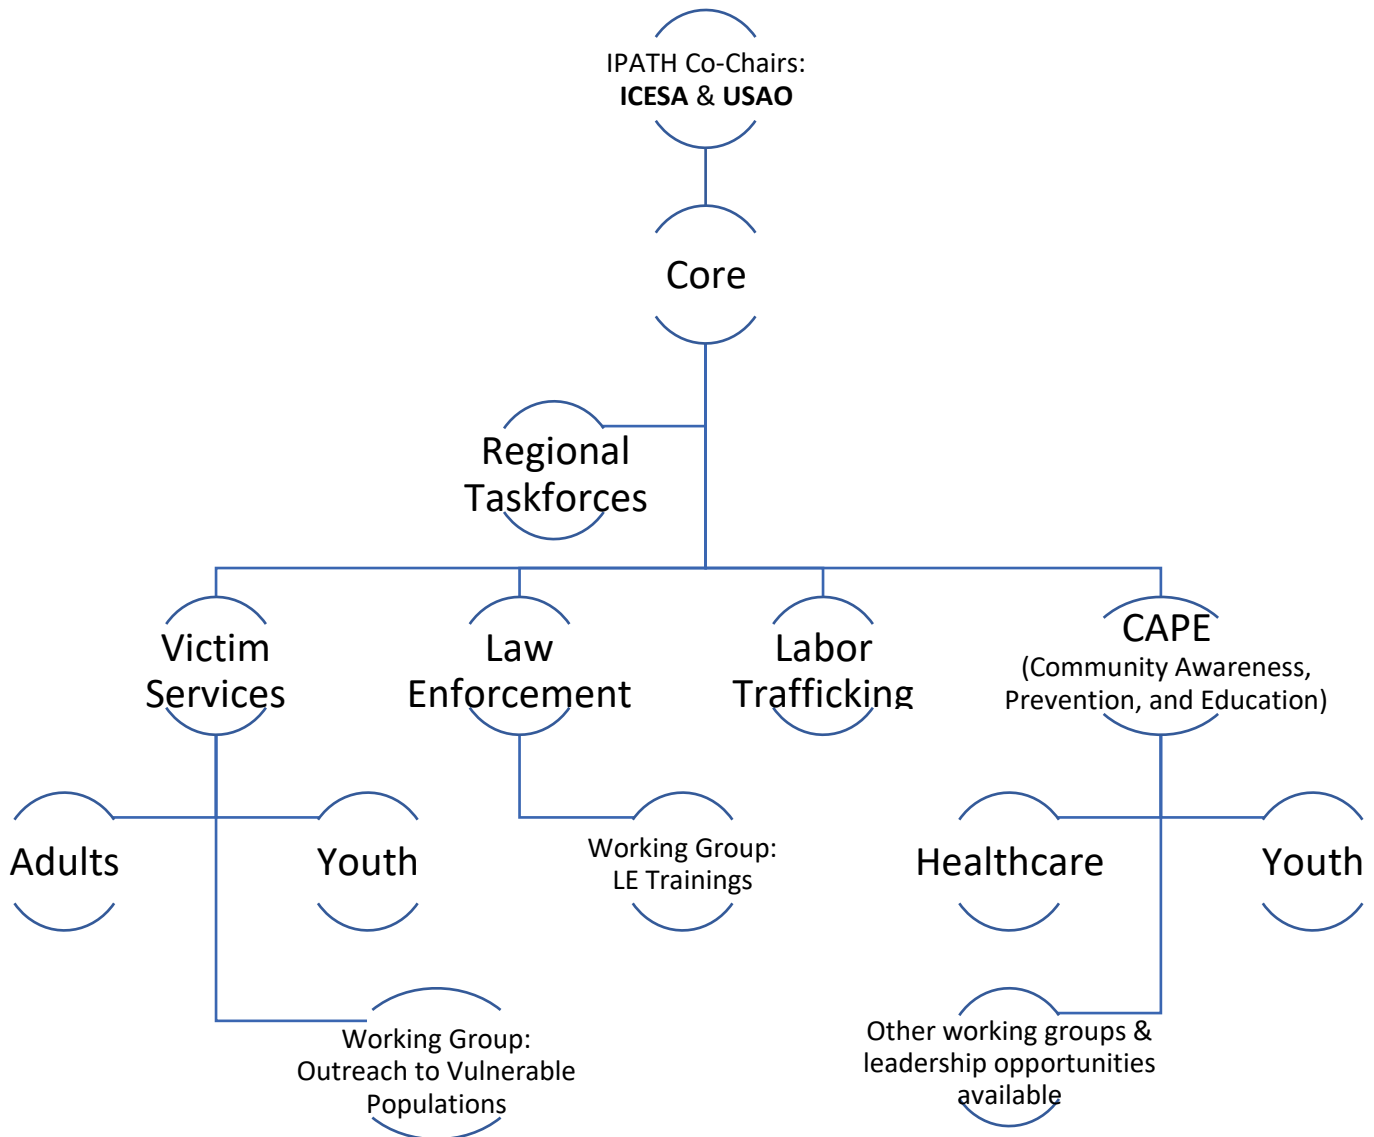 IPATH Co-Chairs:
ICESA & USAO
Core
Regional
Taskforces
Victim
Services
Law
Enforcement
Labor
Trafficking
CAPE
(Community Awareness,
Prevention, and Education)
Adults
Youth
Working Group:
LE Trainings
Healthcare
Youth
Working Group:
Outreach to Vulnerable
Populations
Other working groups &
leadership opportunities
available